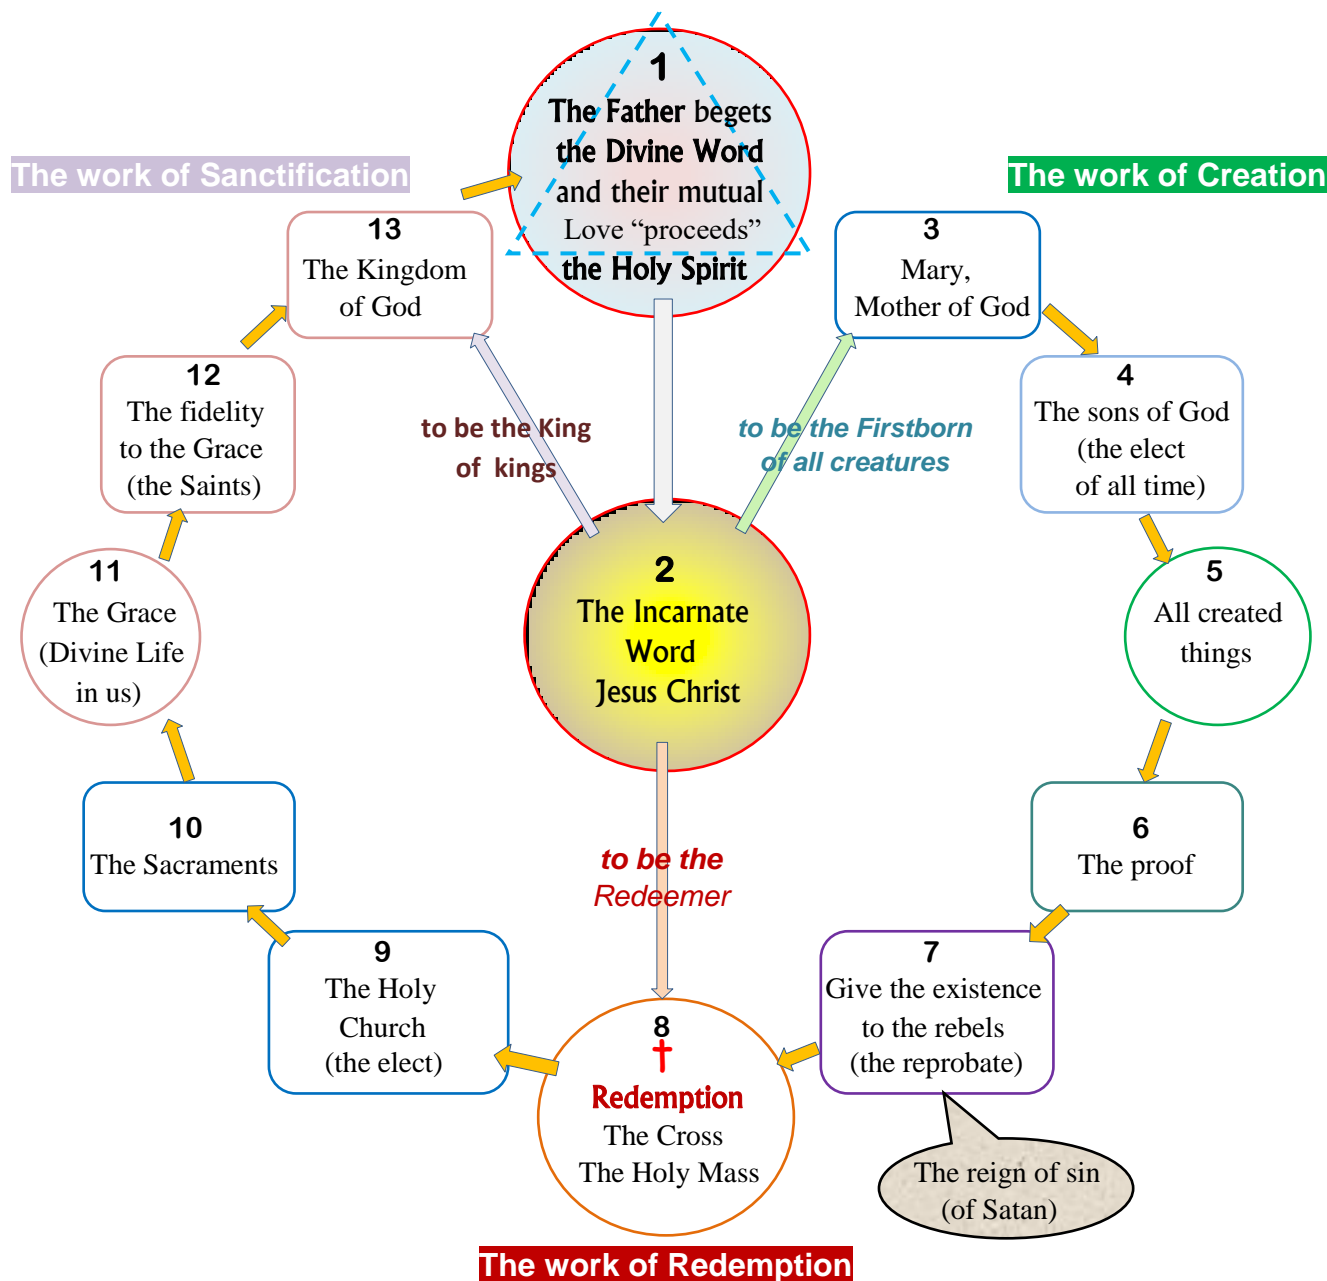 1
The Father begets
the Divine Word
and their mutual
Love “proceeds”
the Holy Spirit
The work of Sanctification
The work of Creation
13
The Kingdom
of God
3
Mary,
Mother of God
12
The fidelity
to the Grace
(the Saints)
to be the King
of kings
to be the Firstborn
of all creatures
4
The sons of God
(the elect
of all time)
11
The Grace
(Divine Life
in us)
2
The Incarnate
Word
Jesus Christ
5
All created
things
10
The Sacraments
to be the
Redeemer
6
The proof
9
The Holy
Church
(the elect)
8
Redemption
The Cross
The Holy Mass
7
Give the existence
to the rebels
(the reprobate)
The reign of sin
(of Satan)
The work of Redemption